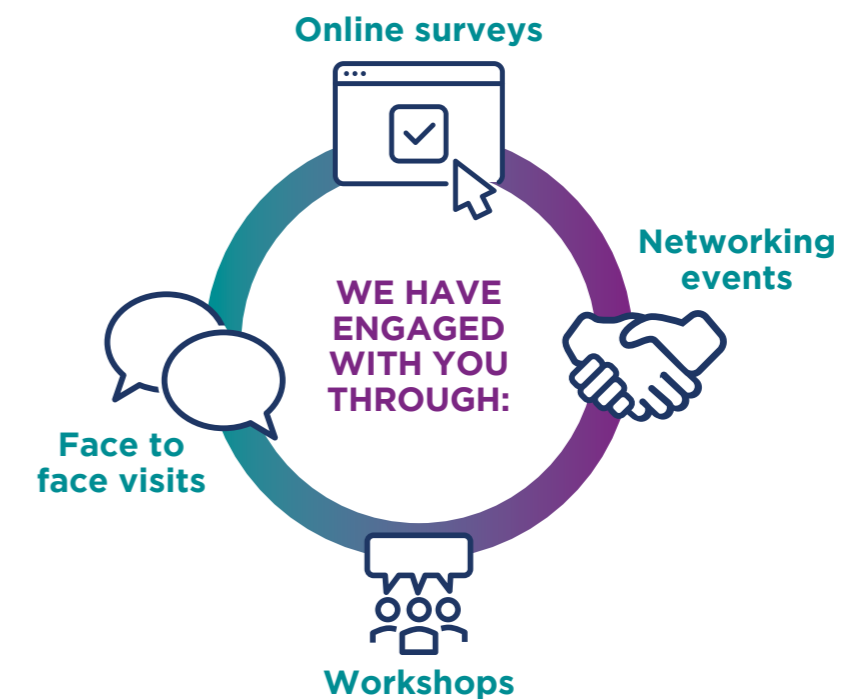 Online surveys
Networking
events
WE HAVE
ENGAGED
WITH YOU
THROUGH:
Face to
face visits
Workshops